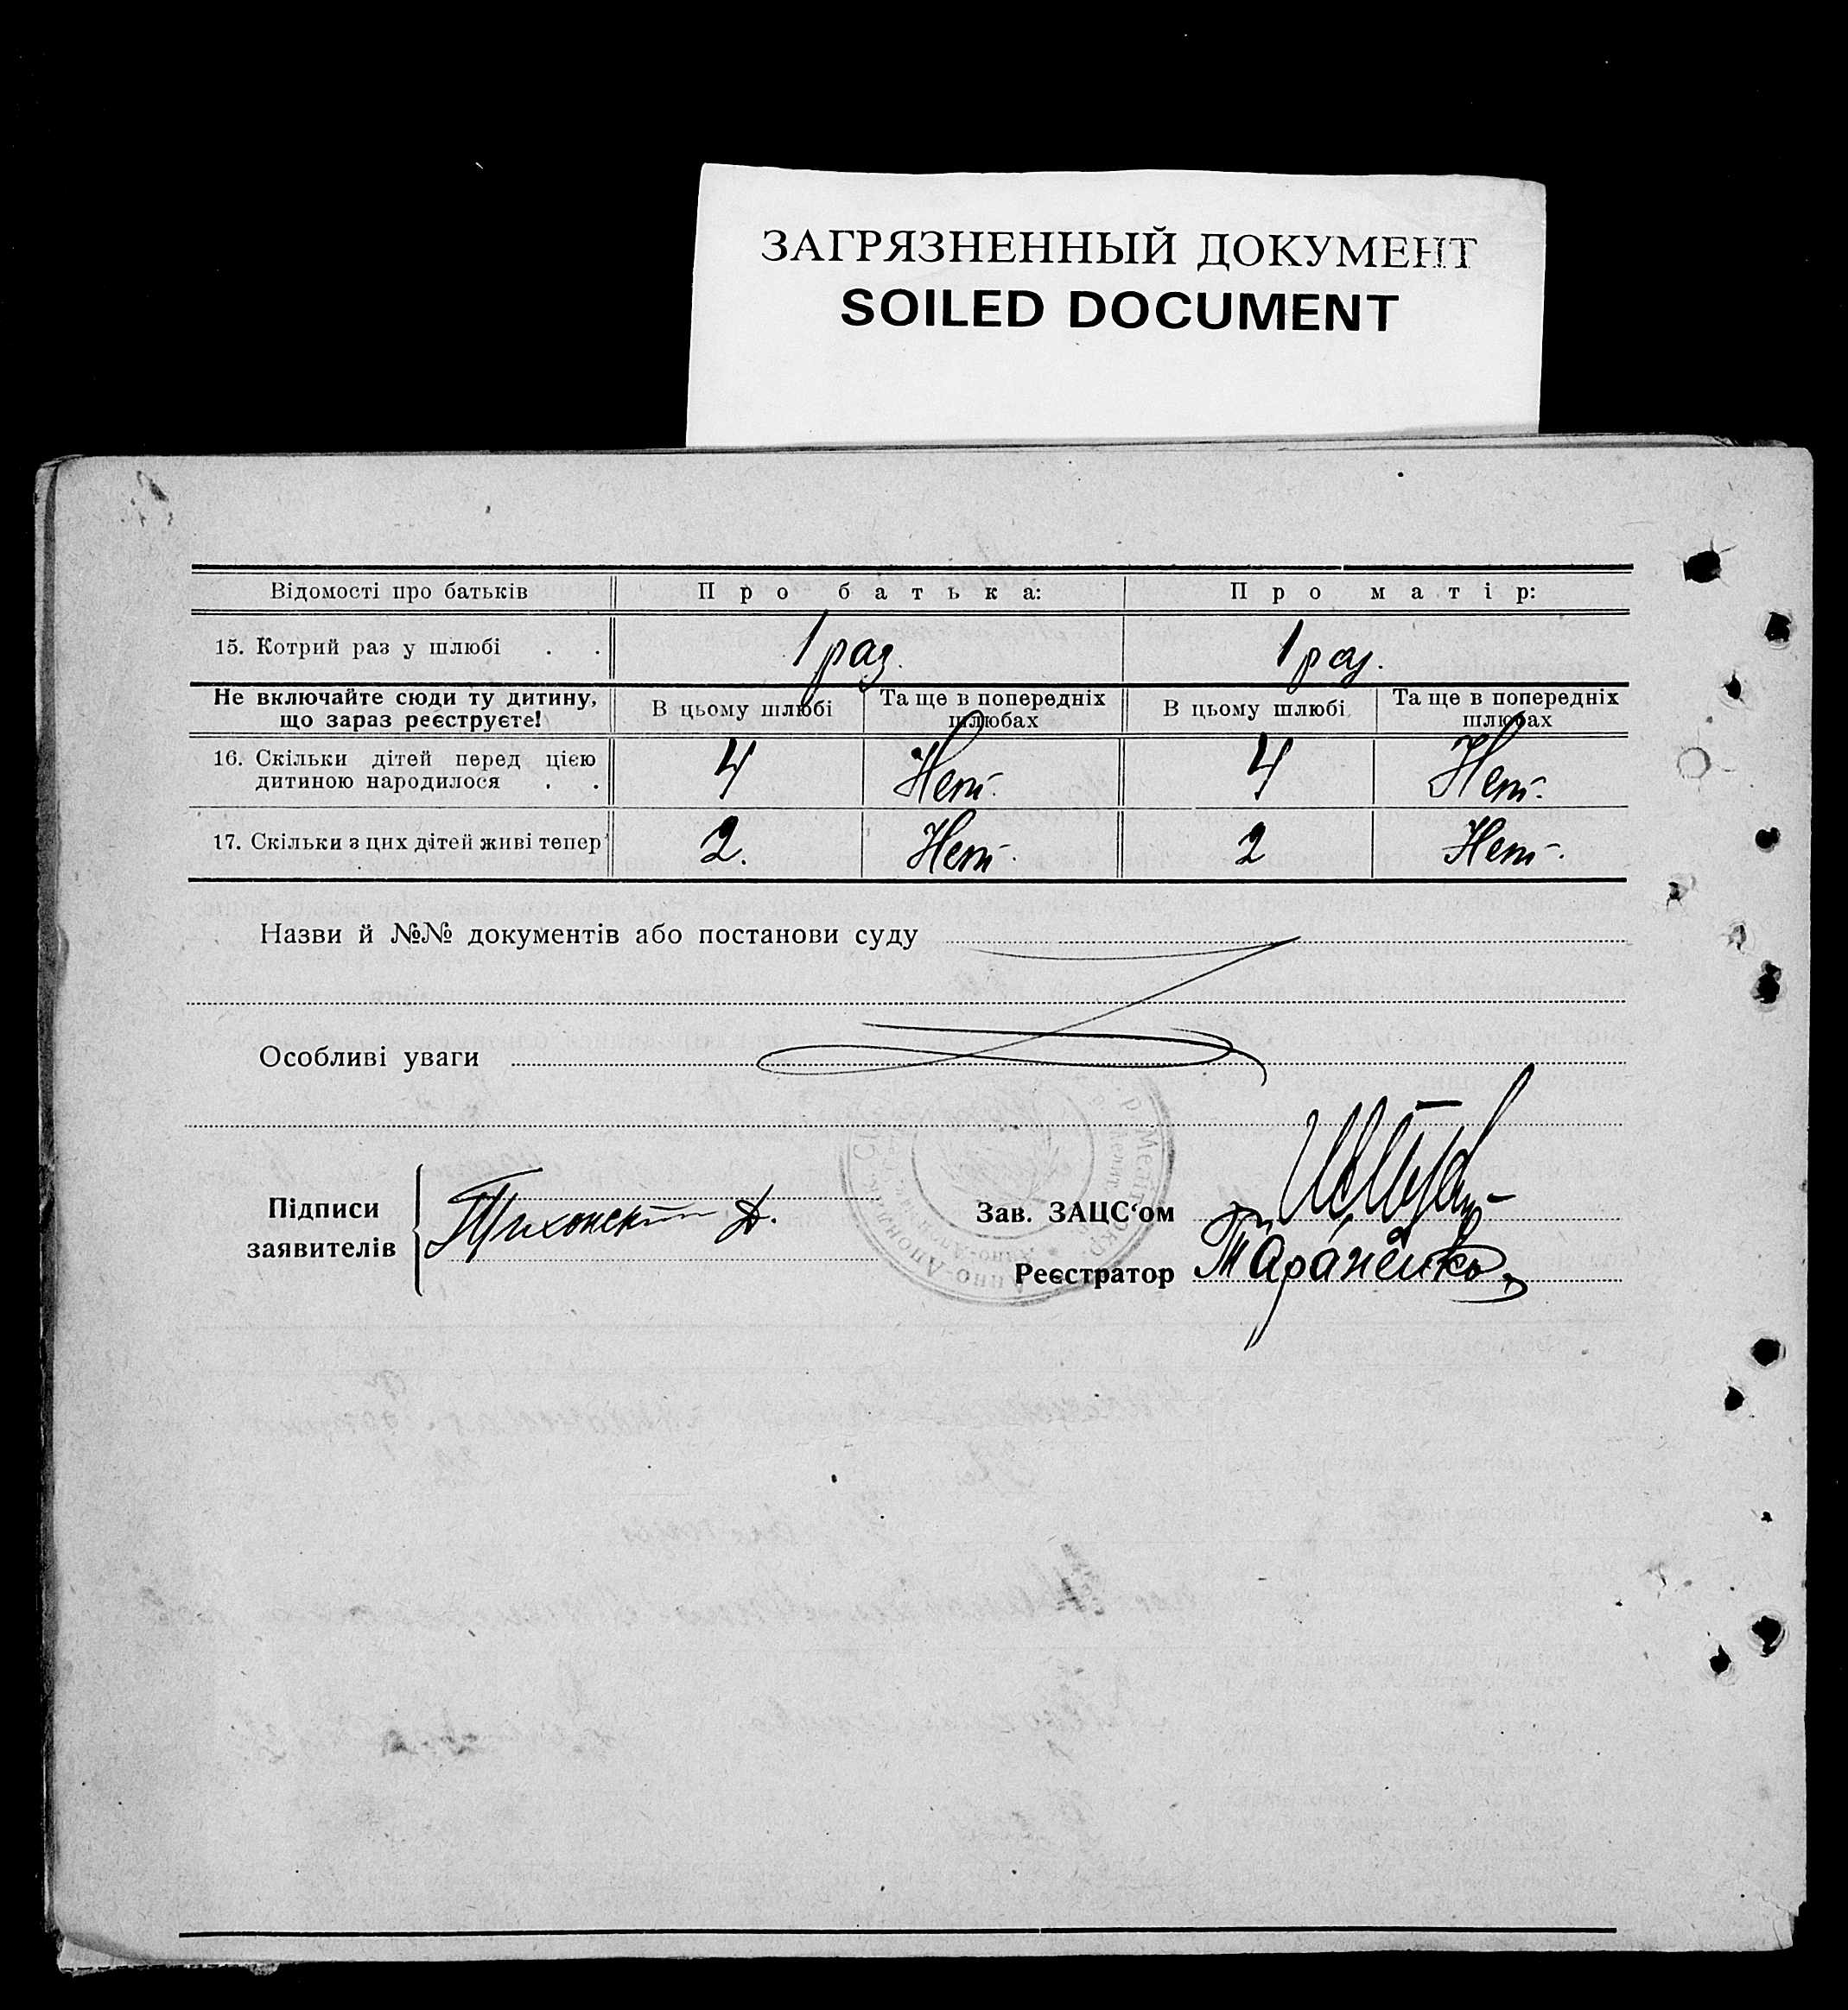 ЗАГРЯЗНЕННЫЙ ДОКУМЕНТ
SOILED DOCUMENT
Відомості про батьків Про батька: Про матір:
15. Котрий раз у шлюбі . . 1 раз. 1 раз.
Не включайте сюди ту дитину, що зараз реєструєте! В цьому шлюбі Та ще в попередніх шлюбах В цьому шлюбі Та ще в попередніх шлюбах
16. Скільки дітей перед цією дитиною народилося . . 4 Нет. 4 Нет.
17. Скільки з цих дітей живі тепер 2. Нет. 2 Нет.
Назви й №№ документів або постанови суду
Особливі уваги
Підписи заявителів Тихонский Д.
Зав. ЗАЦС‘ом
Реєстратор Тараненко